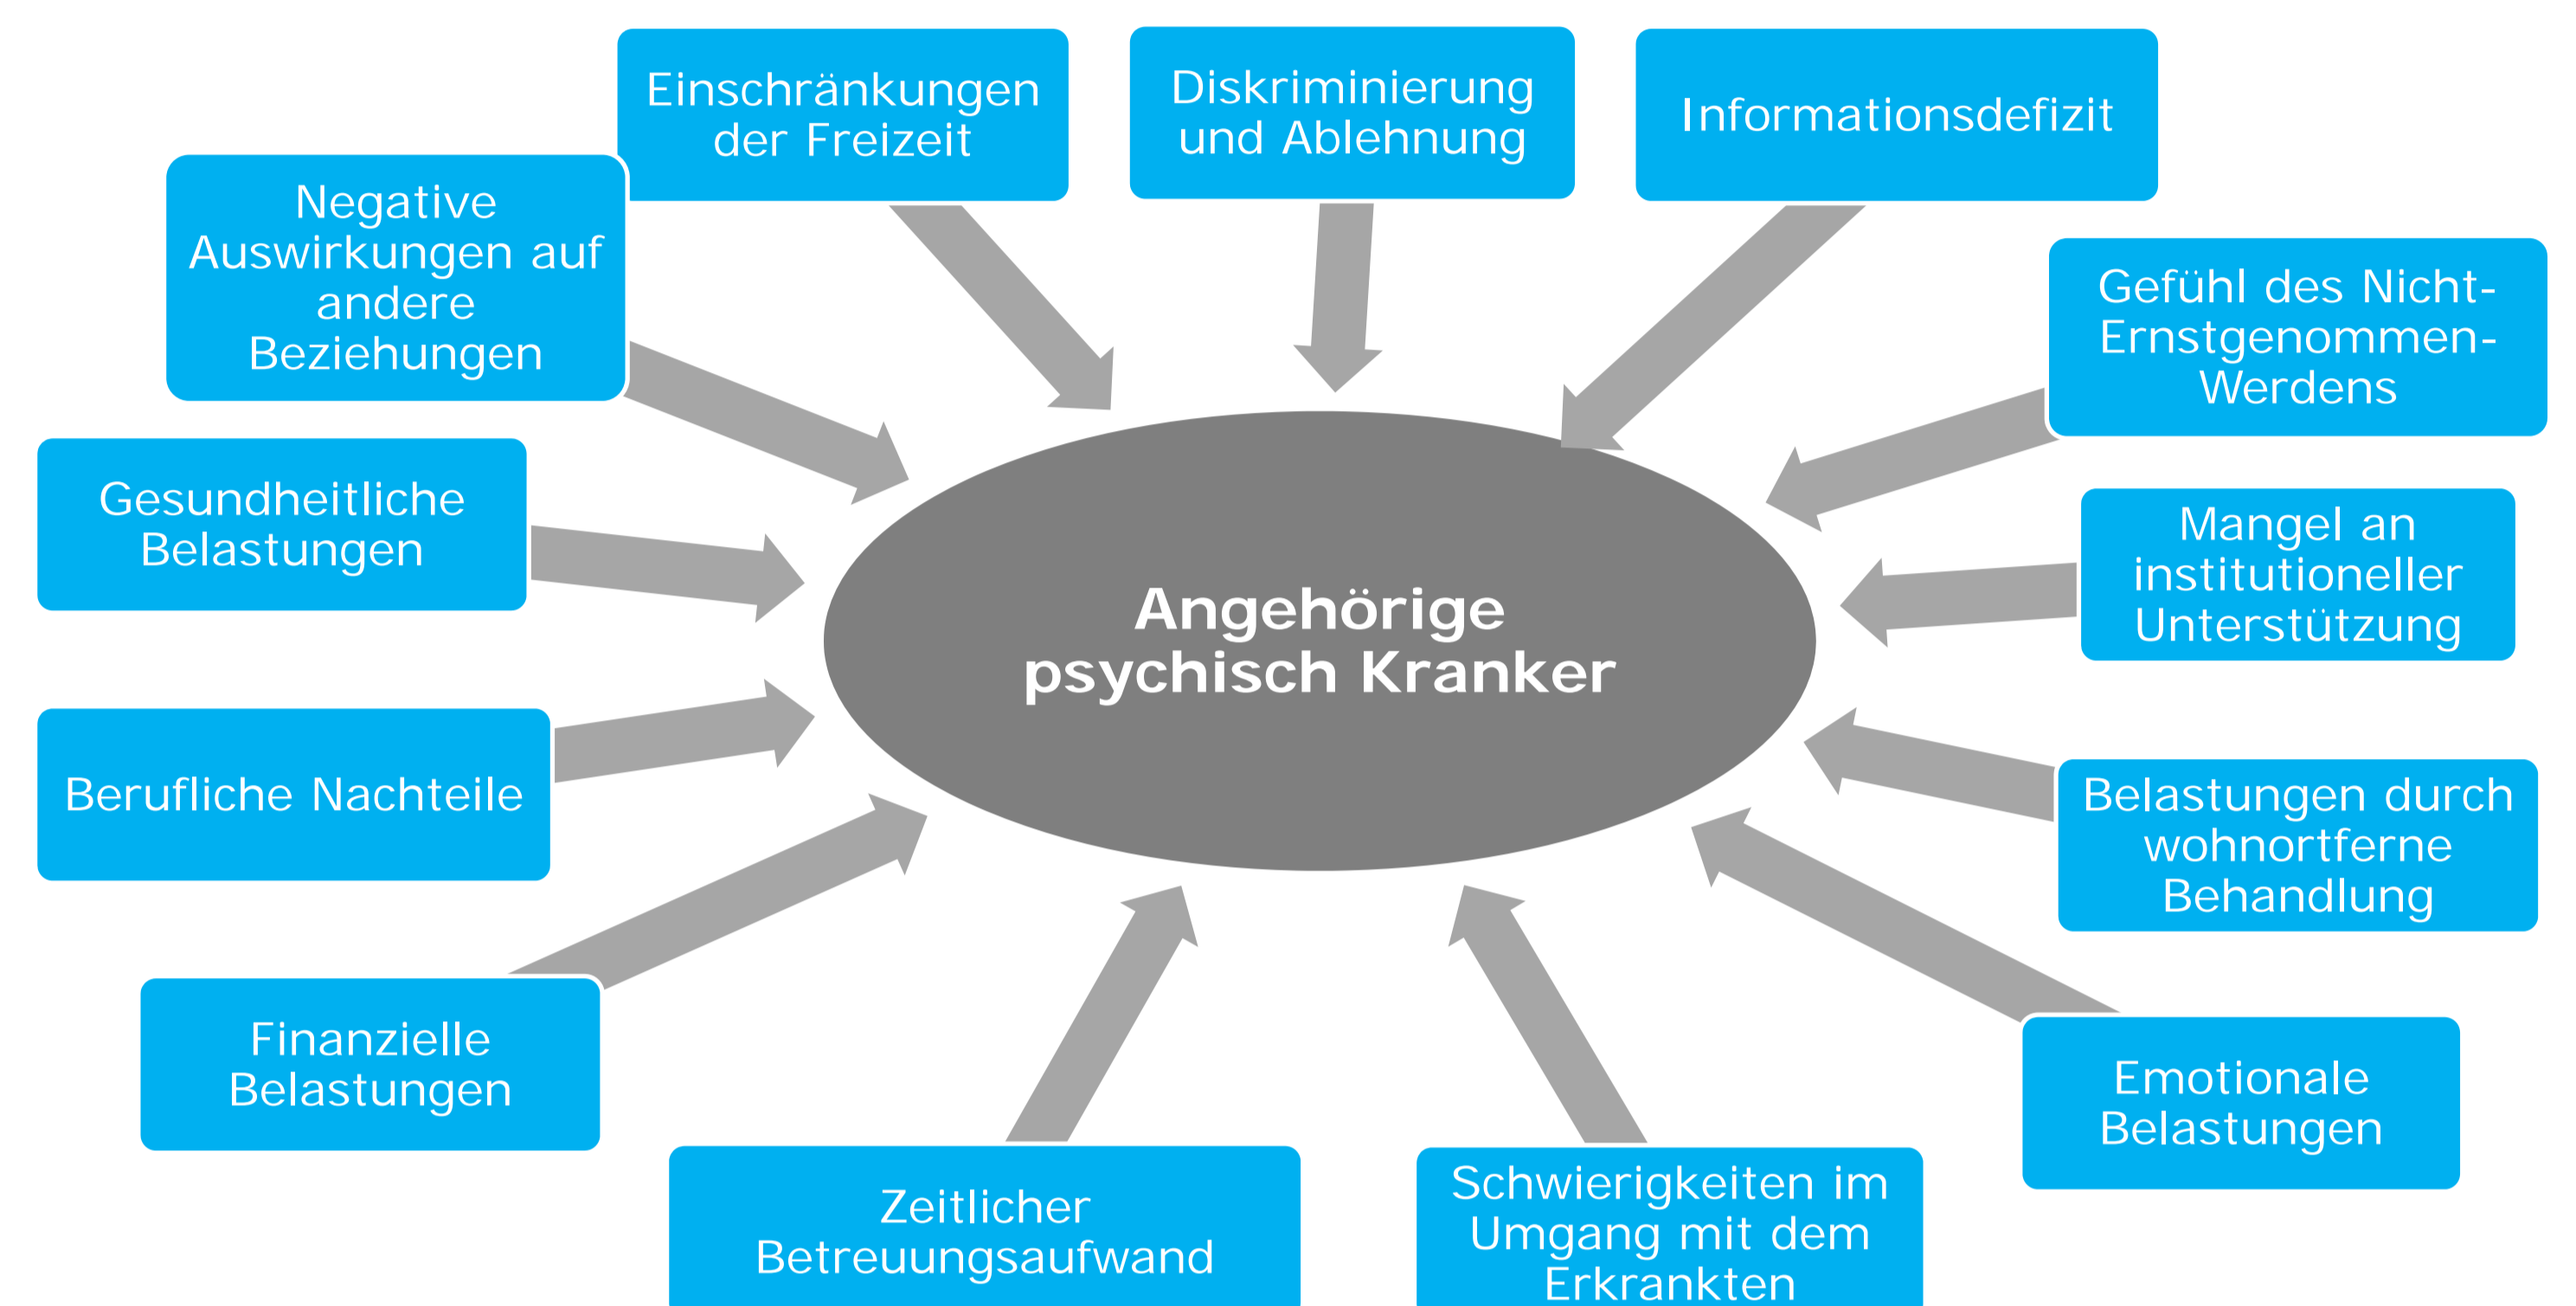 Einschränkungen
der Freizeit
Diskriminierung
und Ablehnung
Informationsdefizit
Negative
Auswirkungen auf
andere
Beziehungen
Gefühl des Nicht-
Ernstgenommen-
Werdens
Gesundheitliche
Belastungen
Mangel an
institutioneller
Unterstützung
Angehörige
psychisch Kranker
Berufliche Nachteile
Belastungen durch
wohnortferne
Behandlung
Finanzielle
Belastungen
Emotionale
Belastungen
Zeitlicher
Betreuungsaufwand
Schwierigkeiten im
Umgang mit dem
Erkrankten